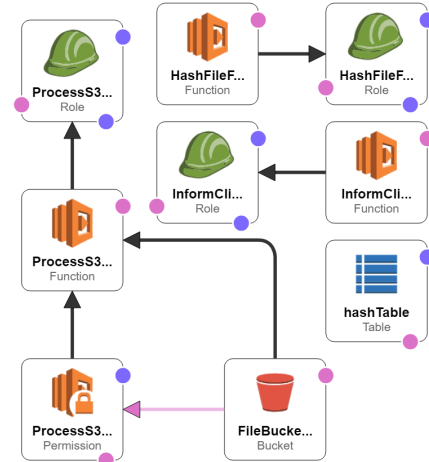 ProcessS3...
Role
HashFileF...
Function
HashFileF...
Role
InformCli...
Role
InformCli...
Function
ProcessS3...
Function
hashTable
Table
ProcessS3...
Permission
FileBucke...
Bucket